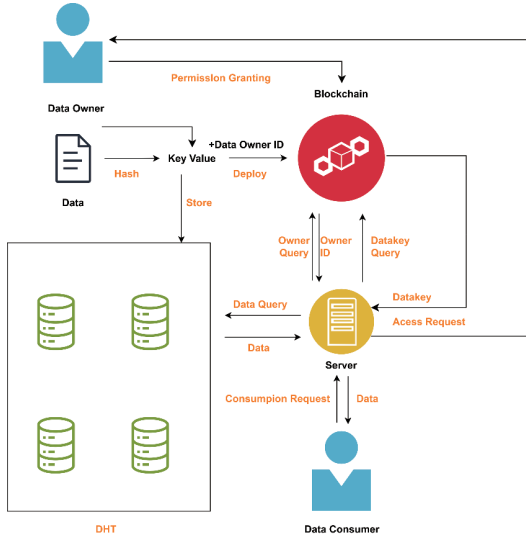 Permission Granting
Blockchain
Data Owner
+Data Owner ID
Key Value
Hash
Deploy
Data
Store
Owner
Query
Owner
ID
Datakey
Query
Data Query
Datakey
Acess Request
Data
Server
Consumpion Request
Data
DHT
Data Consumer